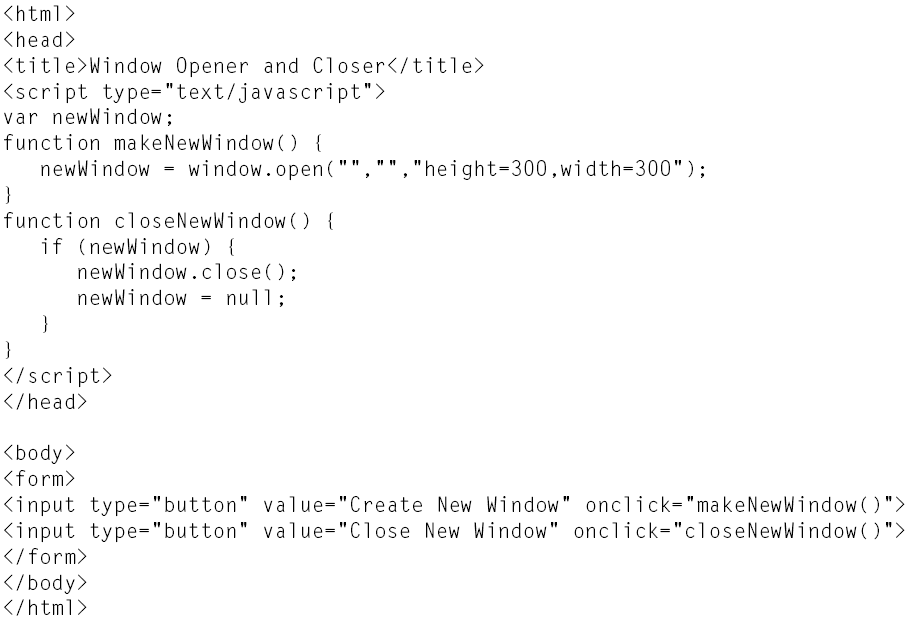 <html>
<head>
<title>Window Opener and Closer</title>
<script type="text/javascript">
var newWindow;
function makeNewWindow() {
   newWindow = window.open("","","height=300,width=300");
}
function closeNewWindow() {
   if (newWindow) {
      newWindow.close();
      newWindow = null;
   }
}
</script>
</head>

<body>
<form>
<input type="button" value="Create New Window" onclick="makeNewWindow()">
<input type="button" value="Close New Window" onclick="closeNewWindow()">
</form>
</body>
</html>